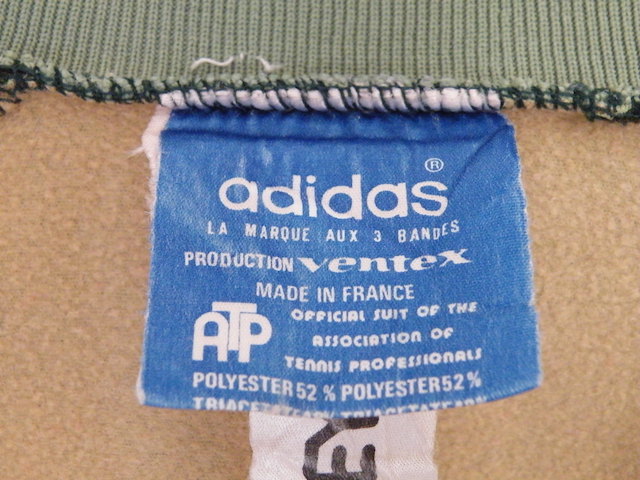 adidas®
LA MARQUE AUX 3 BANDES
PRODUCTION ventex
MADE IN FRANCE
ATP OFFICIAL SUIT OF THE
ASSOCIATION OF
TENNIS PROFESSIONALS
POLYESTER 52 % POLYESTER 52 %